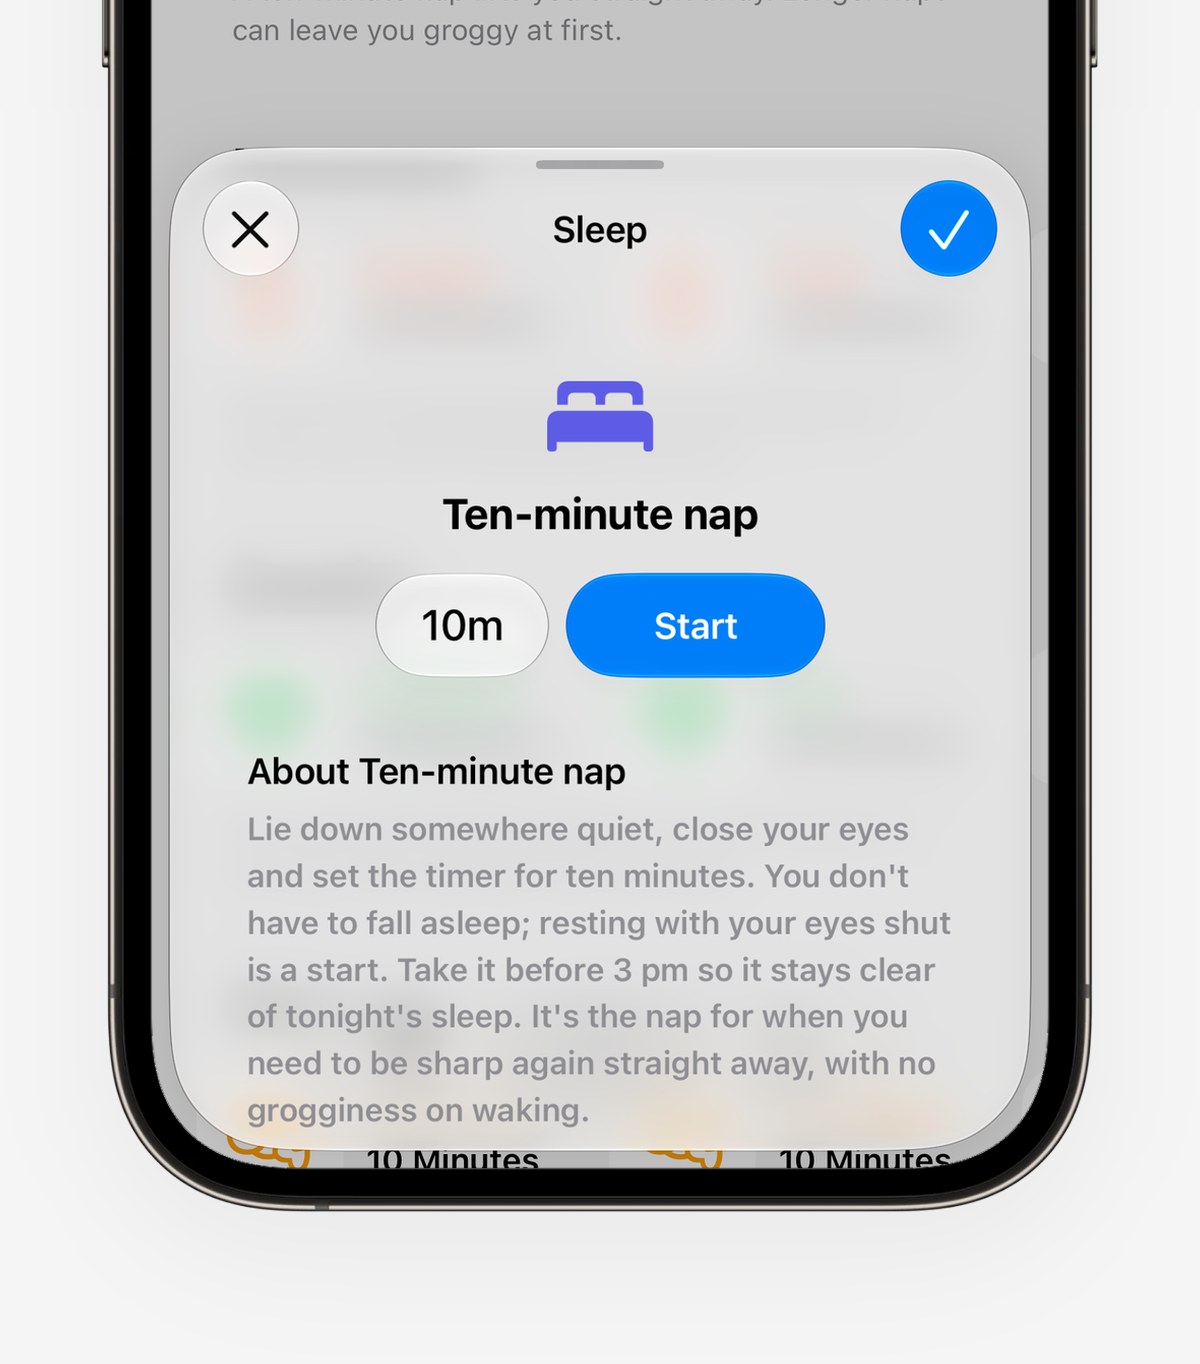 can leave you groggy at first.
Sleep
Ten-minute nap
10m
Start
About Ten-minute nap
Lie down somewhere quiet, close your eyes
and set the timer for ten minutes. You don't
have to fall asleep; resting with your eyes shut
is a start. Take it before 3 pm so it stays clear
of tonight's sleep. It's the nap for when you
need to be sharp again straight away, with no
grogginess on waking.
10 Minutes
10 Minutes